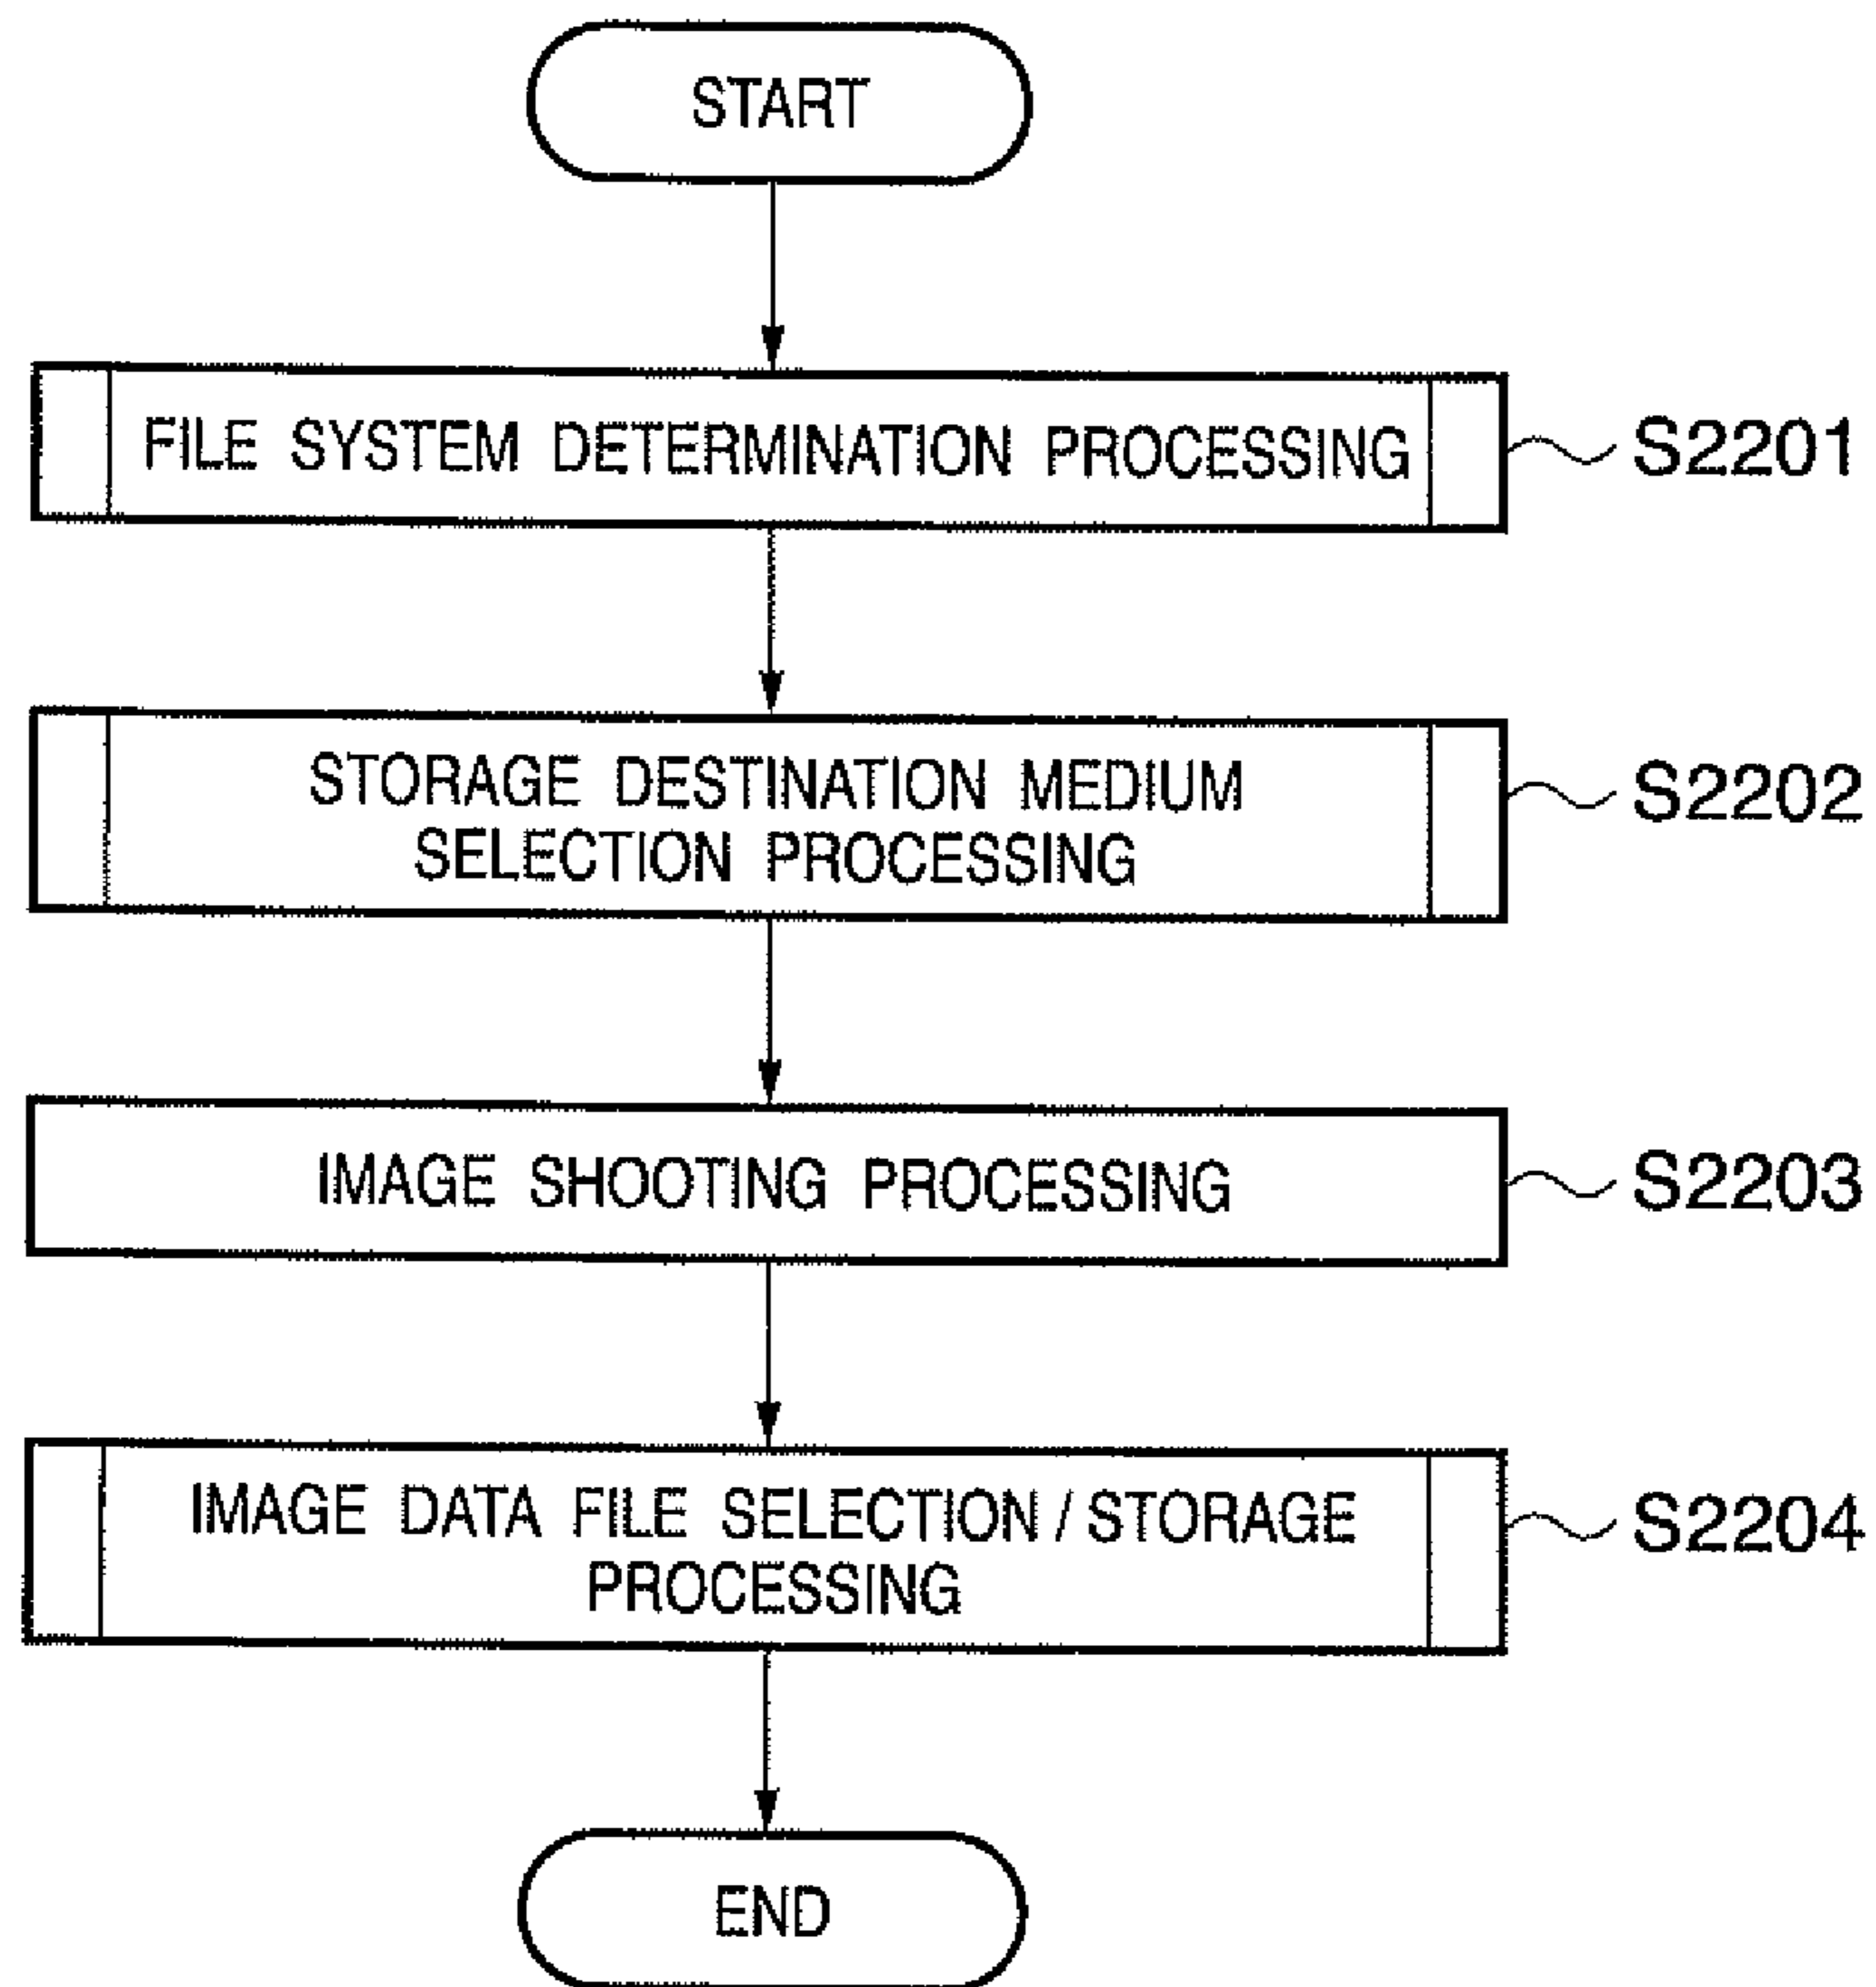 START
FILE SYSTEM DETERMINATION PROCESSING
S2201
STORAGE DESTINATION MEDIUM
SELECTION PROCESSING
S2202
IMAGE SHOOTING PROCESSING
S2203
IMAGE DATA FILE SELECTION/STORAGE
PROCESSING
S2204
END